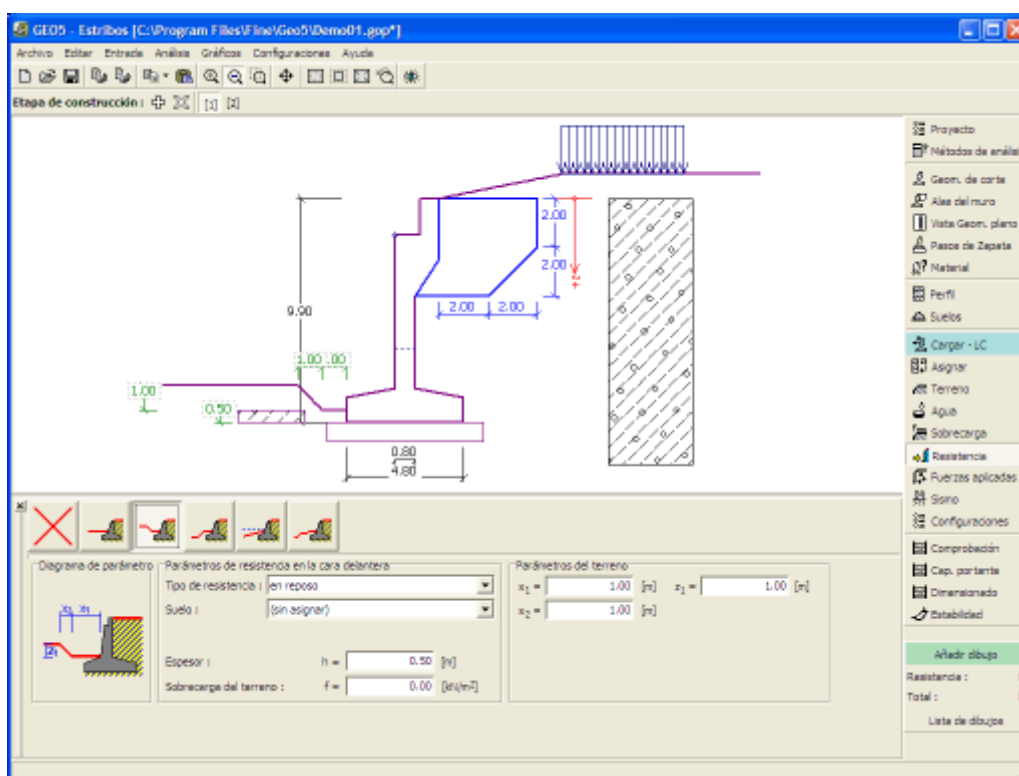 GEO5 - Estribos [C:\Program Files\Fine\Geo5\Demo01.gop*]
Archivo Editar Entrada Análisis Gráficos Configuraciones Ayuda
Etapa de construcción : [1] [2]
9.90
2.00
2.00
+z
2.00 2.00
1.00 .00
1.00
0.50
0.80
4.80
Proyecto
Métodos de análisi
Geom. de corte
Alas del muro
Vista Geom. plano
Pasos de Zapata
Material
Perfil
Suelos
Cargar - LC
Asignar
Terreno
Agua
Sobrecarga
Resistencia
Fuerzas aplicadas
Sismo
Configuraciones
Comprobación
Cap. portante
Dimensionado
Estabilidad
Añadir dibujo
Resistencia :
Total :
Lista de dibujos
Diagrama de parámetro
Parámetros de resistencia en la cara delantera
Tipo de resistencia : en reposo
Suelo : (sin asignar)
Espesor : h = 0.50 [m]
Sobrecarga del terreno : f = 0.00 [kN/m²]
Parámetros del terreno
x₁ = 1.00 [m] z₁ = 1.00 [m]
x₂ = 1.00 [m]